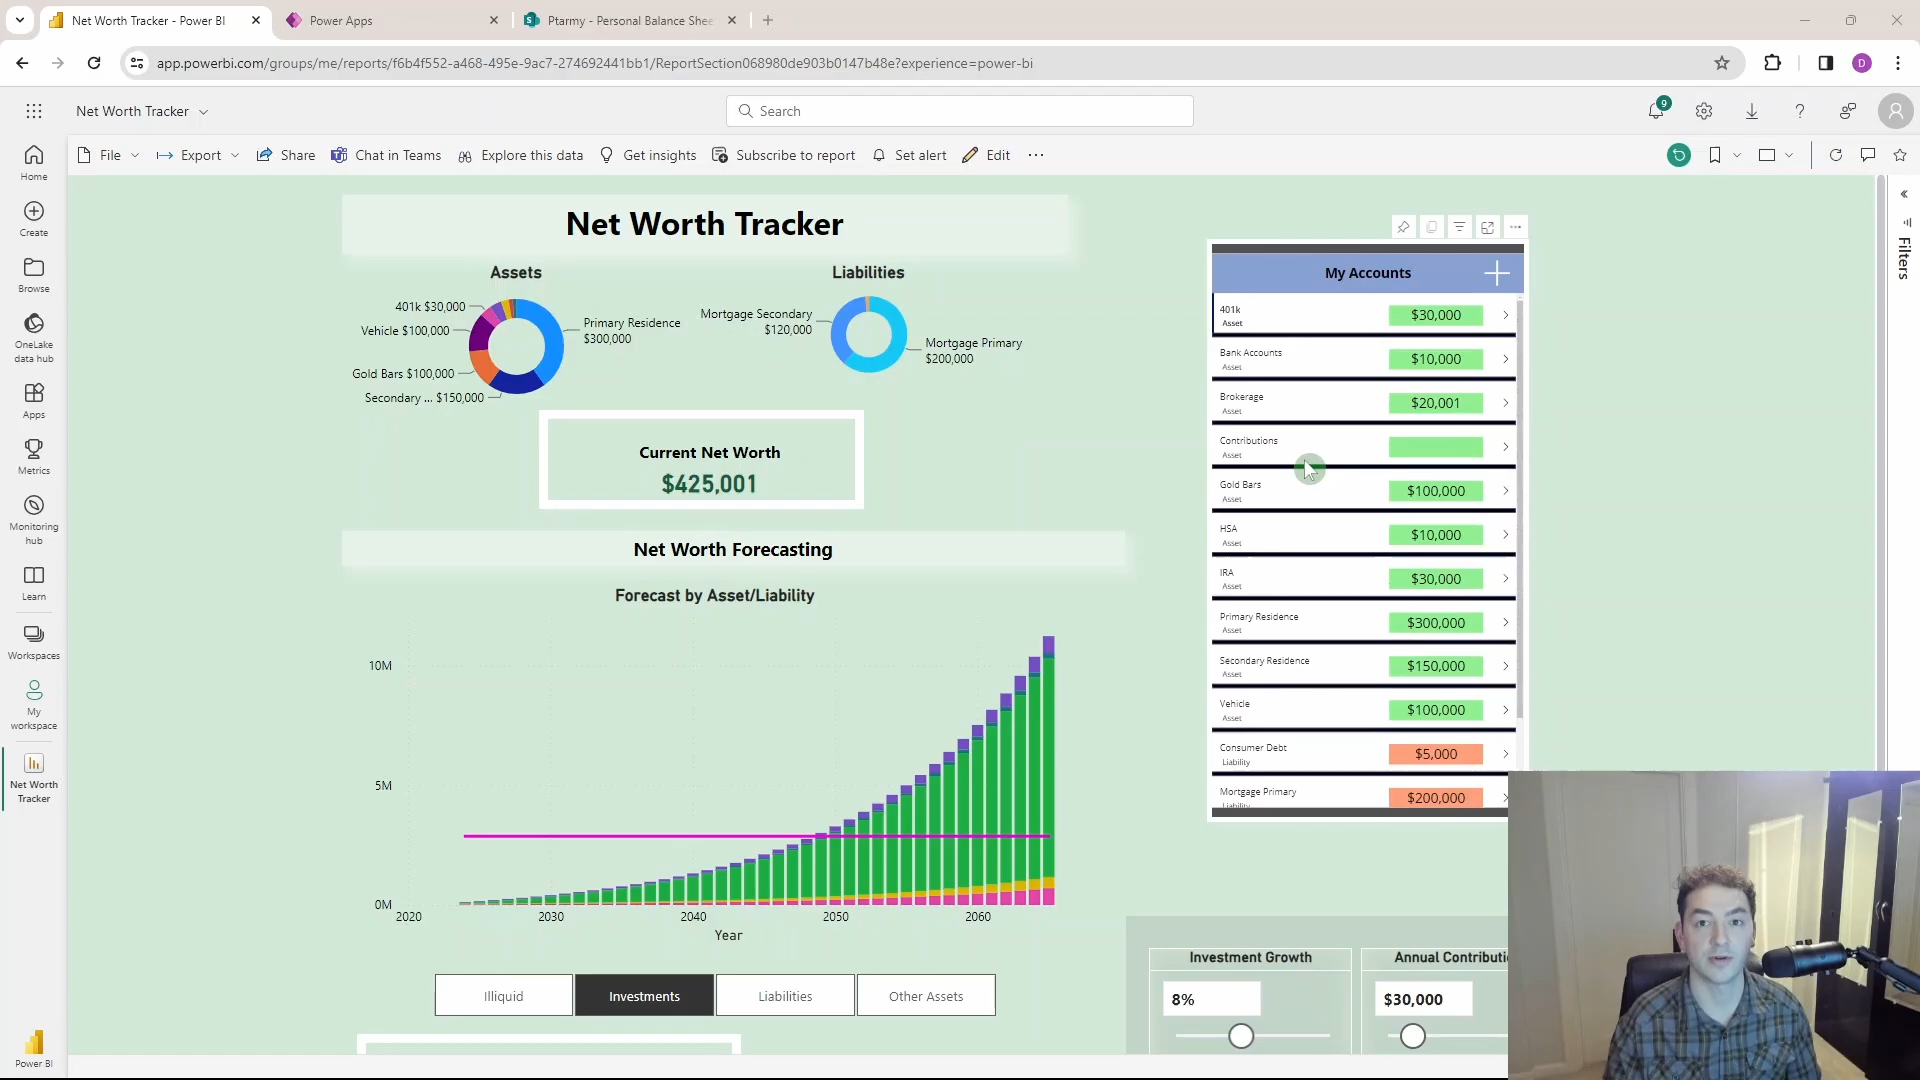 Net Worth Tracker - Power BI
Power Apps
Ptarmy - Personal Balance Shee
app.powerbi.com/groups/me/reports/f6b4f552-a468-495e-9ac7-274692441bb1/ReportSection068980de903b0147b48e?experience=power-bi
D
Net Worth Tracker
Search
9
File
Export
Share
Chat in Teams
Explore this data
Get insights
Subscribe to report
Set alert
Edit
Home
Create
Browse
OneLake
data hub
Apps
Metrics
Monitoring
hub
Learn
Workspaces
My
workspace
Net Worth
Tracker
Power BI
Filters
Net Worth Tracker
Assets
401k $30,000
Vehicle $100,000
Gold Bars $100,000
Secondary ... $150,000
Primary Residence
$300,000
Liabilities
Mortgage Secondary
$120,000
Mortgage Primary
$200,000
Current Net Worth
$425,001
Net Worth Forecasting
Forecast by Asset/Liability
10M
5M
0M
2020
2030
2040
2050
2060
Year
Illiquid
Investments
Liabilities
Other Assets
My Accounts
401k
Asset
$30,000
Bank Accounts
Asset
$10,000
Brokerage
Asset
$20,001
Contributions
Asset
Gold Bars
Asset
$100,000
HSA
Asset
$10,000
IRA
Asset
$30,000
Primary Residence
Asset
$300,000
Secondary Residence
Asset
$150,000
Vehicle
Asset
$100,000
Consumer Debt
Liability
$5,000
Mortgage Primary
Liability
$200,000
Investment Growth
8%
Annual Contributi
$30,000